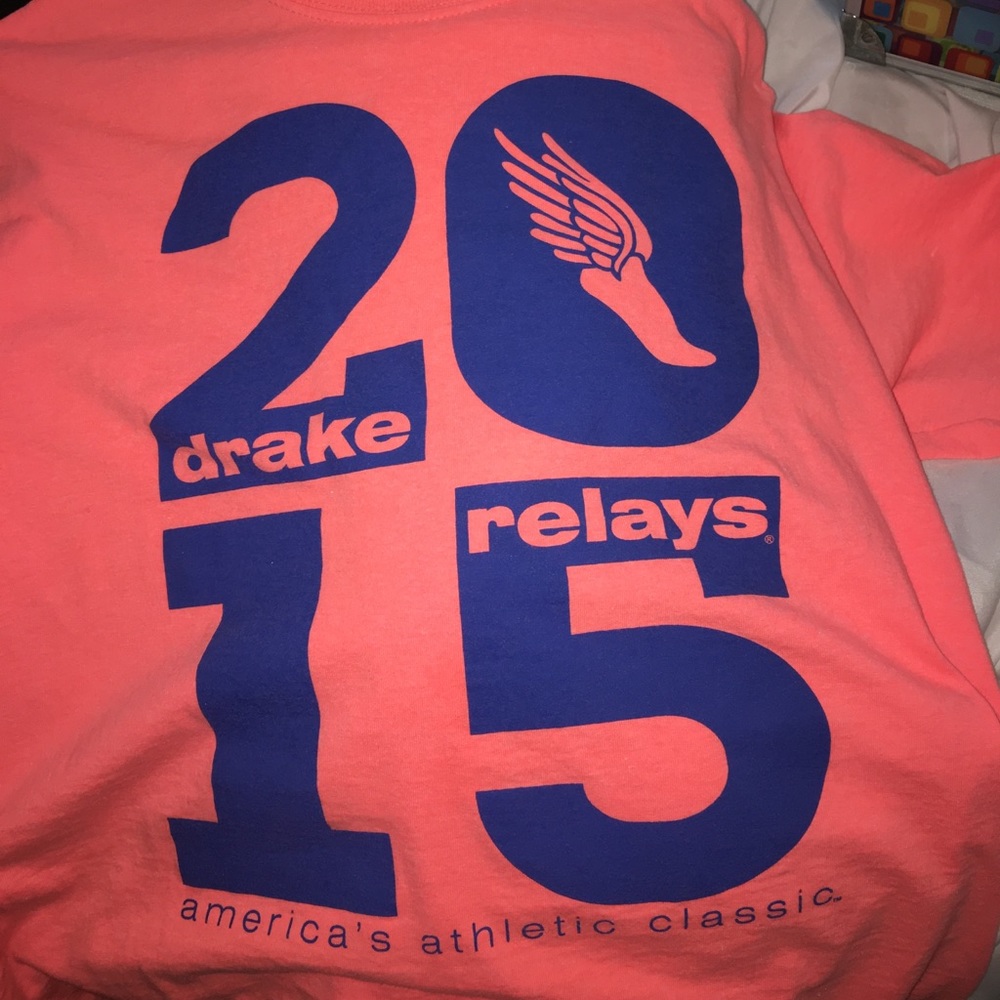 20
drake
relays®
15
america's athletic classic™